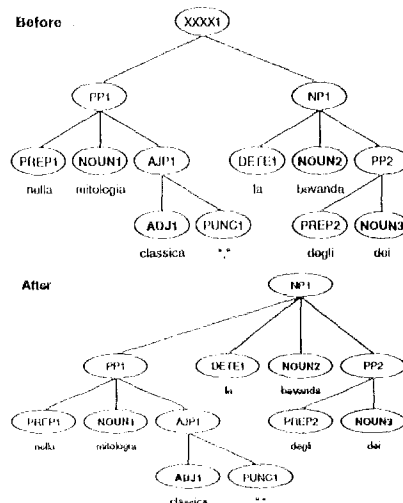 Before
XXXX1
PP1 NP1
PREP1 NOUN1 AJP1 DETE1 NOUN2 PP2
nulla mitologia la bevanda
ADJ1 PUNC1 PREP2 NOUN3
classica "," degli dei
After
NP1
PP1 DETE1 NOUN2 PP2
la bevanda
PREP1 NOUN1 AJP1 PREP2 NOUN3
nulla mitologia degli dei
ADJ1 PUNC1
classica